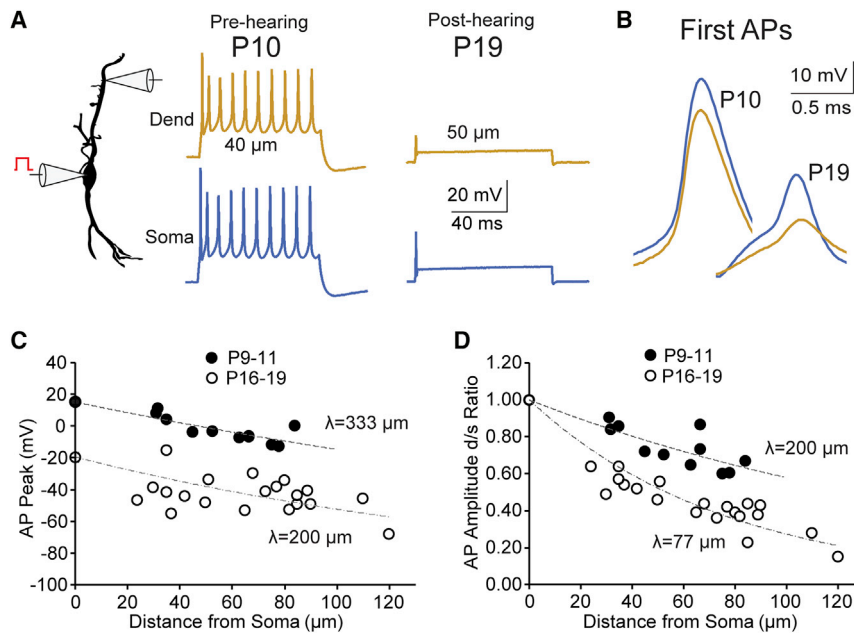 A
Pre-hearing
P10
Post-hearing
P19
Dend
40 µm
50 µm
Soma
20 mV
40 ms
B
First APs
P10
10 mV
0.5 ms
P19
C
P9-11
P16-19
AP Peak (mV)
40
20
0
-20
-40
-60
-80
-100
λ=333 µm
λ=200 µm
0 20 40 60 80 100 120
Distance from Soma (µm)
D
P9-11
P16-19
AP Amplitude d/s Ratio
1.20
1.00
0.80
0.60
0.40
0.20
0.00
λ=200 µm
λ=77 µm
0 20 40 60 80 100 120
Distance from Soma (µm)